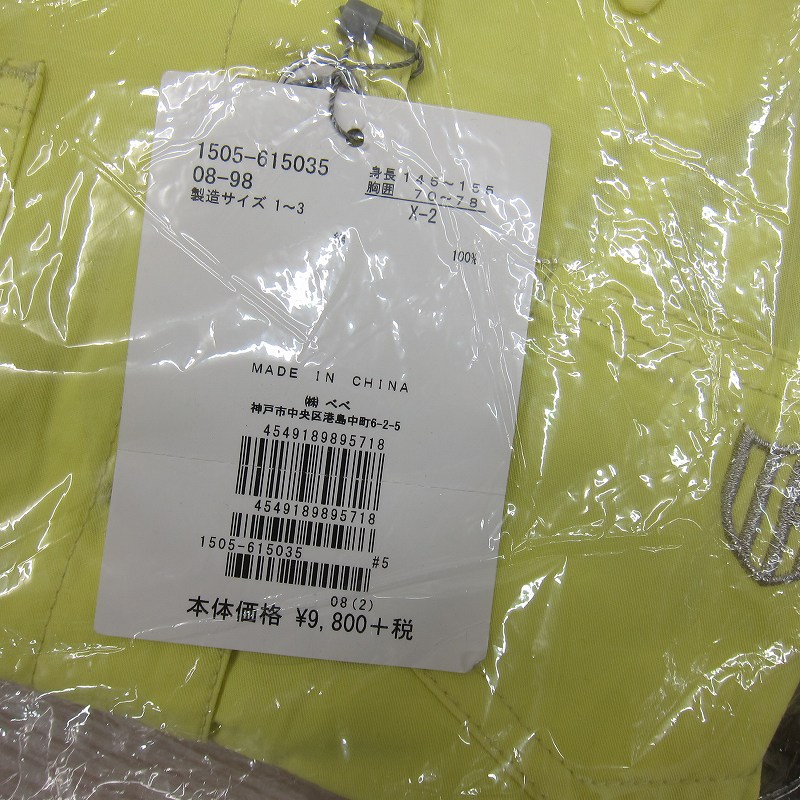 1505-615035
08-98
製造サイズ 1～3
身長 145～155
胸囲 70～78
X-2
綿 100%
MADE IN CHINA
㈱ べべ
神戸市中央区港島中町6-2-5
4549189895718
4549189895718
1505-615035
#5
08(2)
本体価格 ¥9,800+税